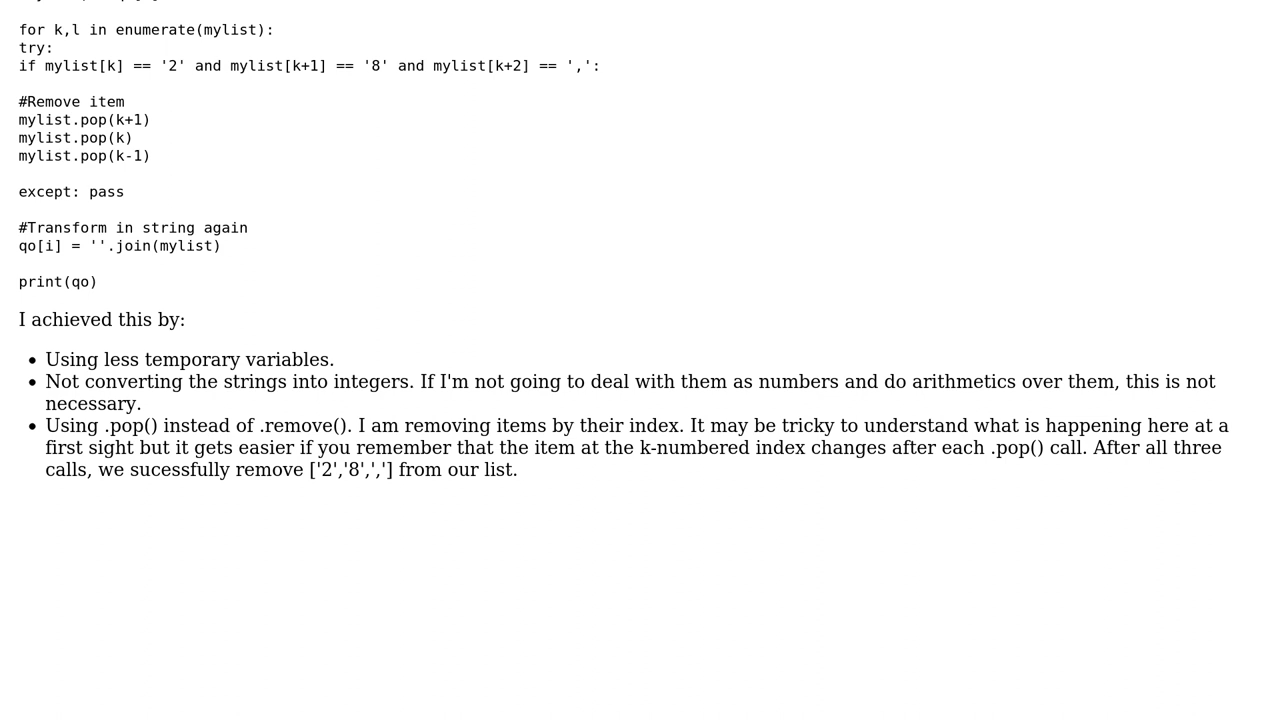 for k,l in enumerate(mylist):
try:
if mylist[k] == '2' and mylist[k+1] == '8' and mylist[k+2] == ',':
#Remove item
mylist.pop(k+1)
mylist.pop(k)
mylist.pop(k-1)
except: pass
#Transform in string again
qo[i] = ''.join(mylist)
print(qo)
I achieved this by:
Using less temporary variables.
Not converting the strings into integers. If I'm not going to deal with them as numbers and do arithmetics over them, this is not
necessary.
Using .pop() instead of .remove(). I am removing items by their index. It may be tricky to understand what is happening here at a
first sight but it gets easier if you remember that the item at the k-numbered index changes after each .pop() call. After all three
calls, we sucessfully remove ['2','8',','] from our list.